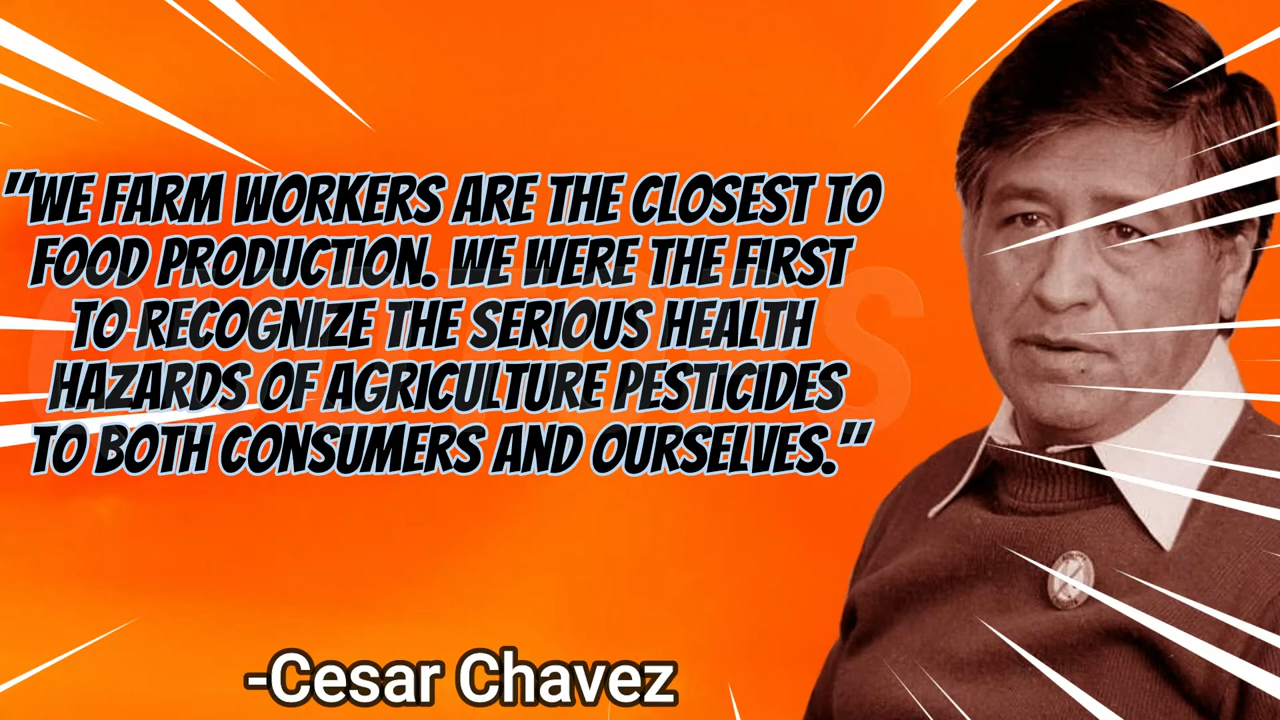 "WE FARM WORKERS ARE THE CLOSEST TO
FOOD PRODUCTION. WE WERE THE FIRST
TO RECOGNIZE THE SERIOUS HEALTH
HAZARDS OF AGRICULTURE PESTICIDES
TO BOTH CONSUMERS AND OURSELVES."
-Cesar Chavez